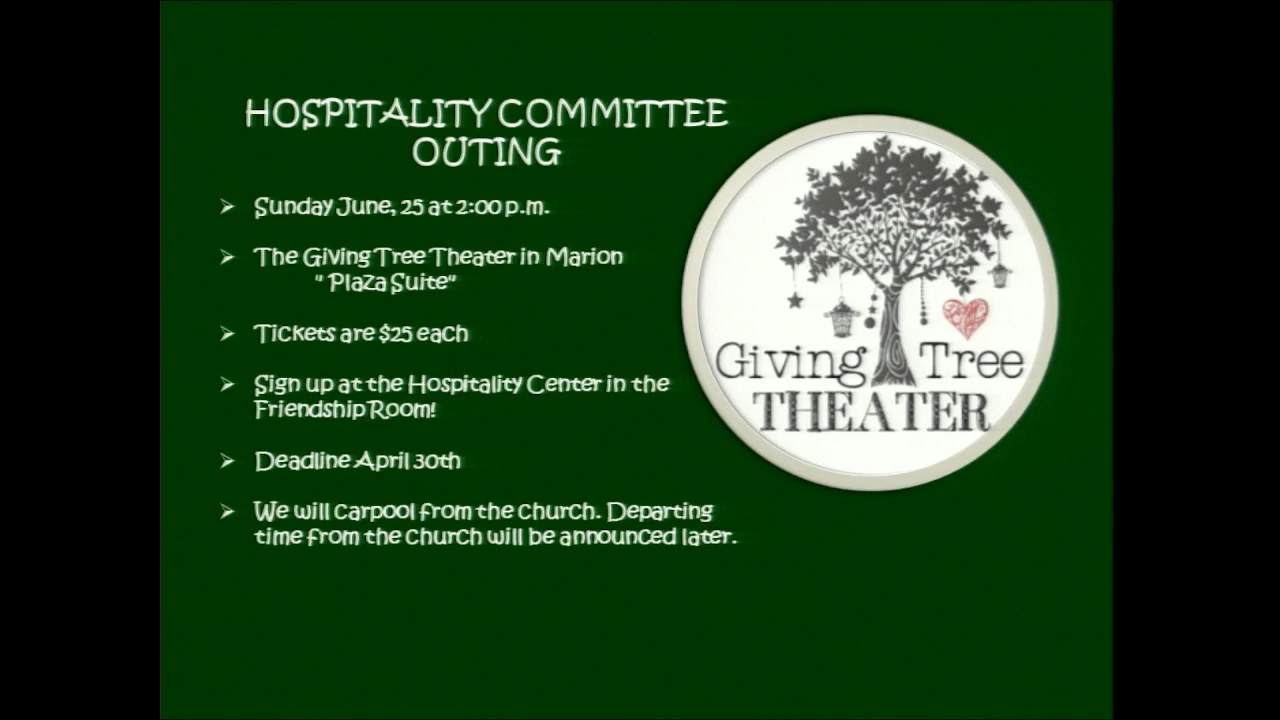 HOSPITALITY COMMITTEE
OUTING
Sunday June, 25 at 2:00 p.m.
The Giving Tree Theater in Marion
" Plaza Suite"
Tickets are $25 each
Sign up at the Hospitality Center in the
Friendship Room!
Deadline April 30th
We will carpool from the church. Departing
time from the church will be announced later.
Giving Tree
THEATER